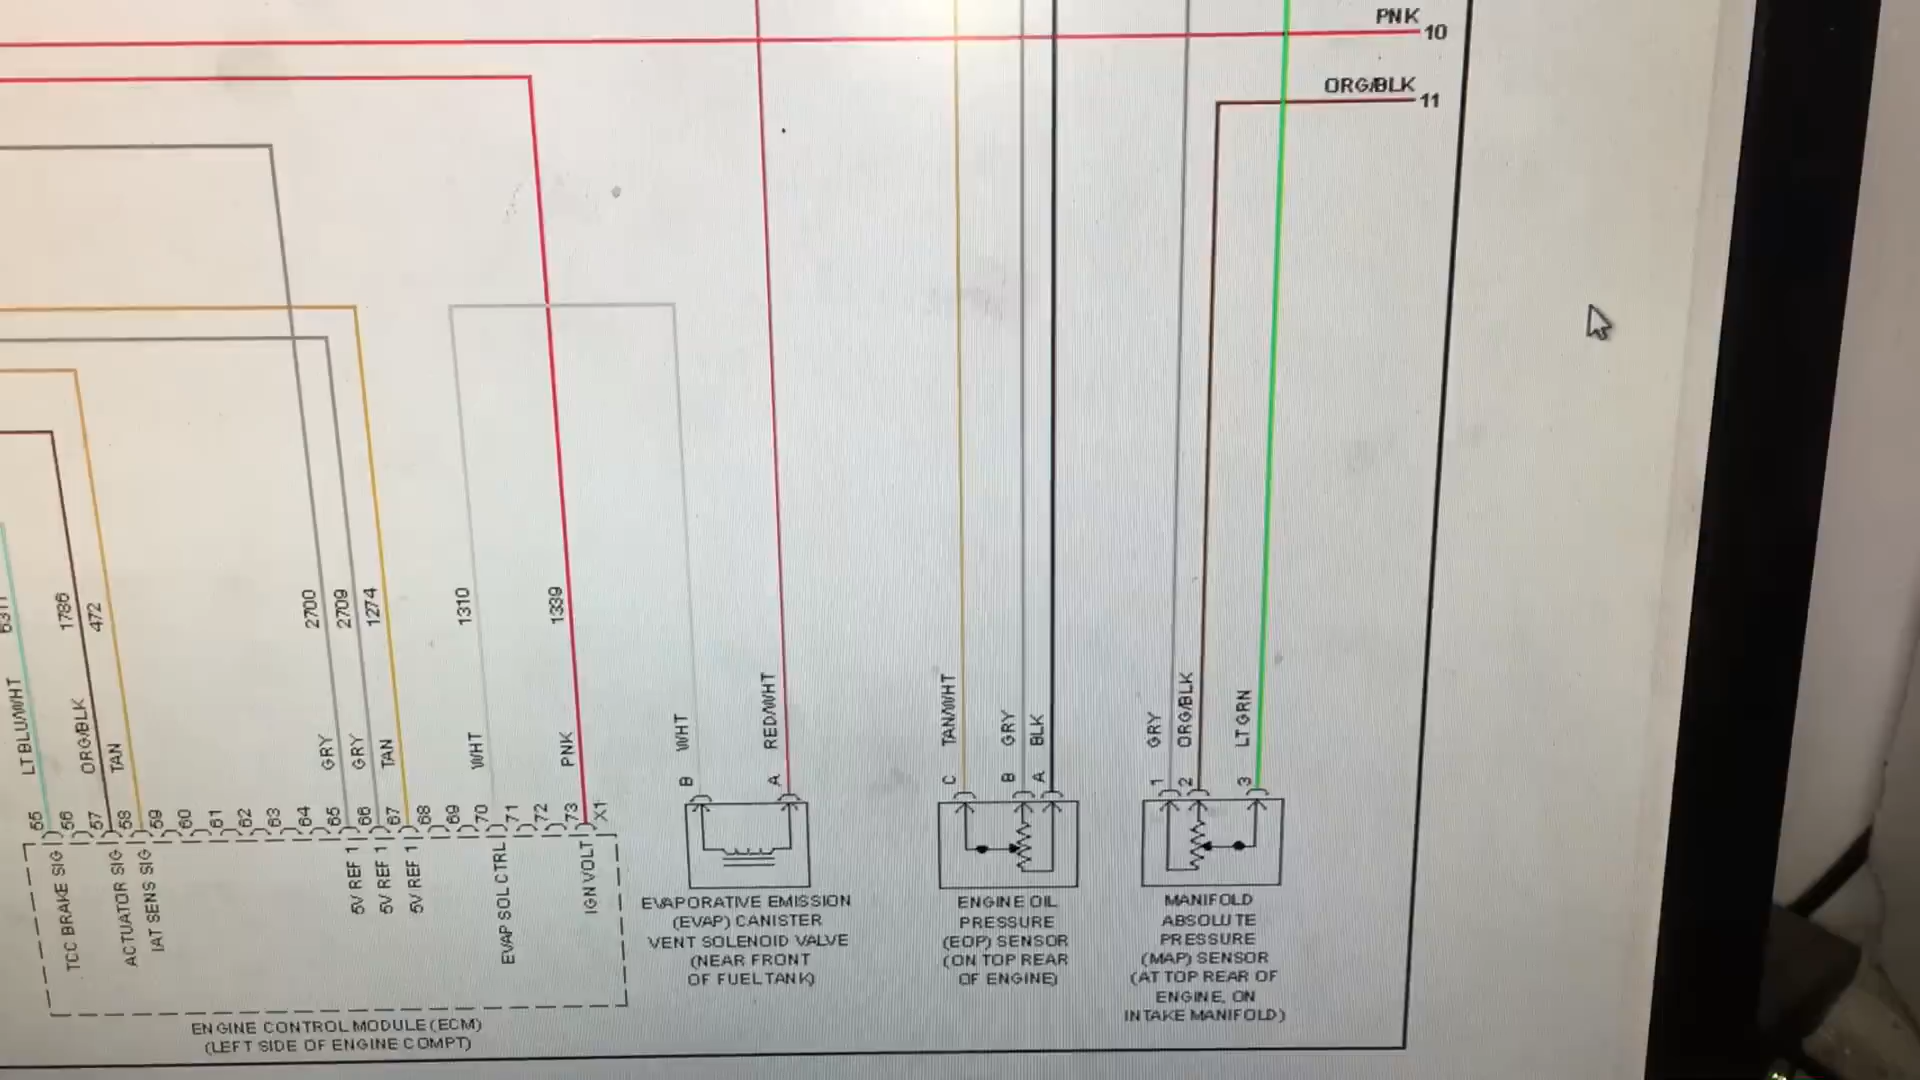 PNK
10
ORG/BLK
11
1786
472
2700
2709
1274
1310
1339
LT BLU/WHT
ORG/BLK
TAN
GRY
GRY
TAN
WHT
PNK
WHT
RED/WHT
TAN/WHT
GRY
BLK
GRY
ORG/BLK
LT GRN
B
A
C
B
A
1
2
3
55
56
57
58
59
60
61
62
63
64
65
66
67
68
69
70
71
72
73
X1
TCC BRAKE SIG
ACTUATOR SIG
IAT SENS SIG
5V REF 1
5V REF 1
5V REF 1
EVAP SOL CTRL
IGN VOLT
ENGINE CONTROL MODULE (ECM)
(LEFT SIDE OF ENGINE COMPT)
EVAPORATIVE EMISSION
(EVAP) CANISTER
VENT SOLENOID VALVE
(NEAR FRONT
OF FUEL TANK)
ENGINE OIL
PRESSURE
(EOP) SENSOR
(ON TOP REAR
OF ENGINE)
MANIFOLD
ABSOLUTE
PRESSURE
(MAP) SENSOR
(AT TOP REAR OF
ENGINE, ON
INTAKE MANIFOLD)